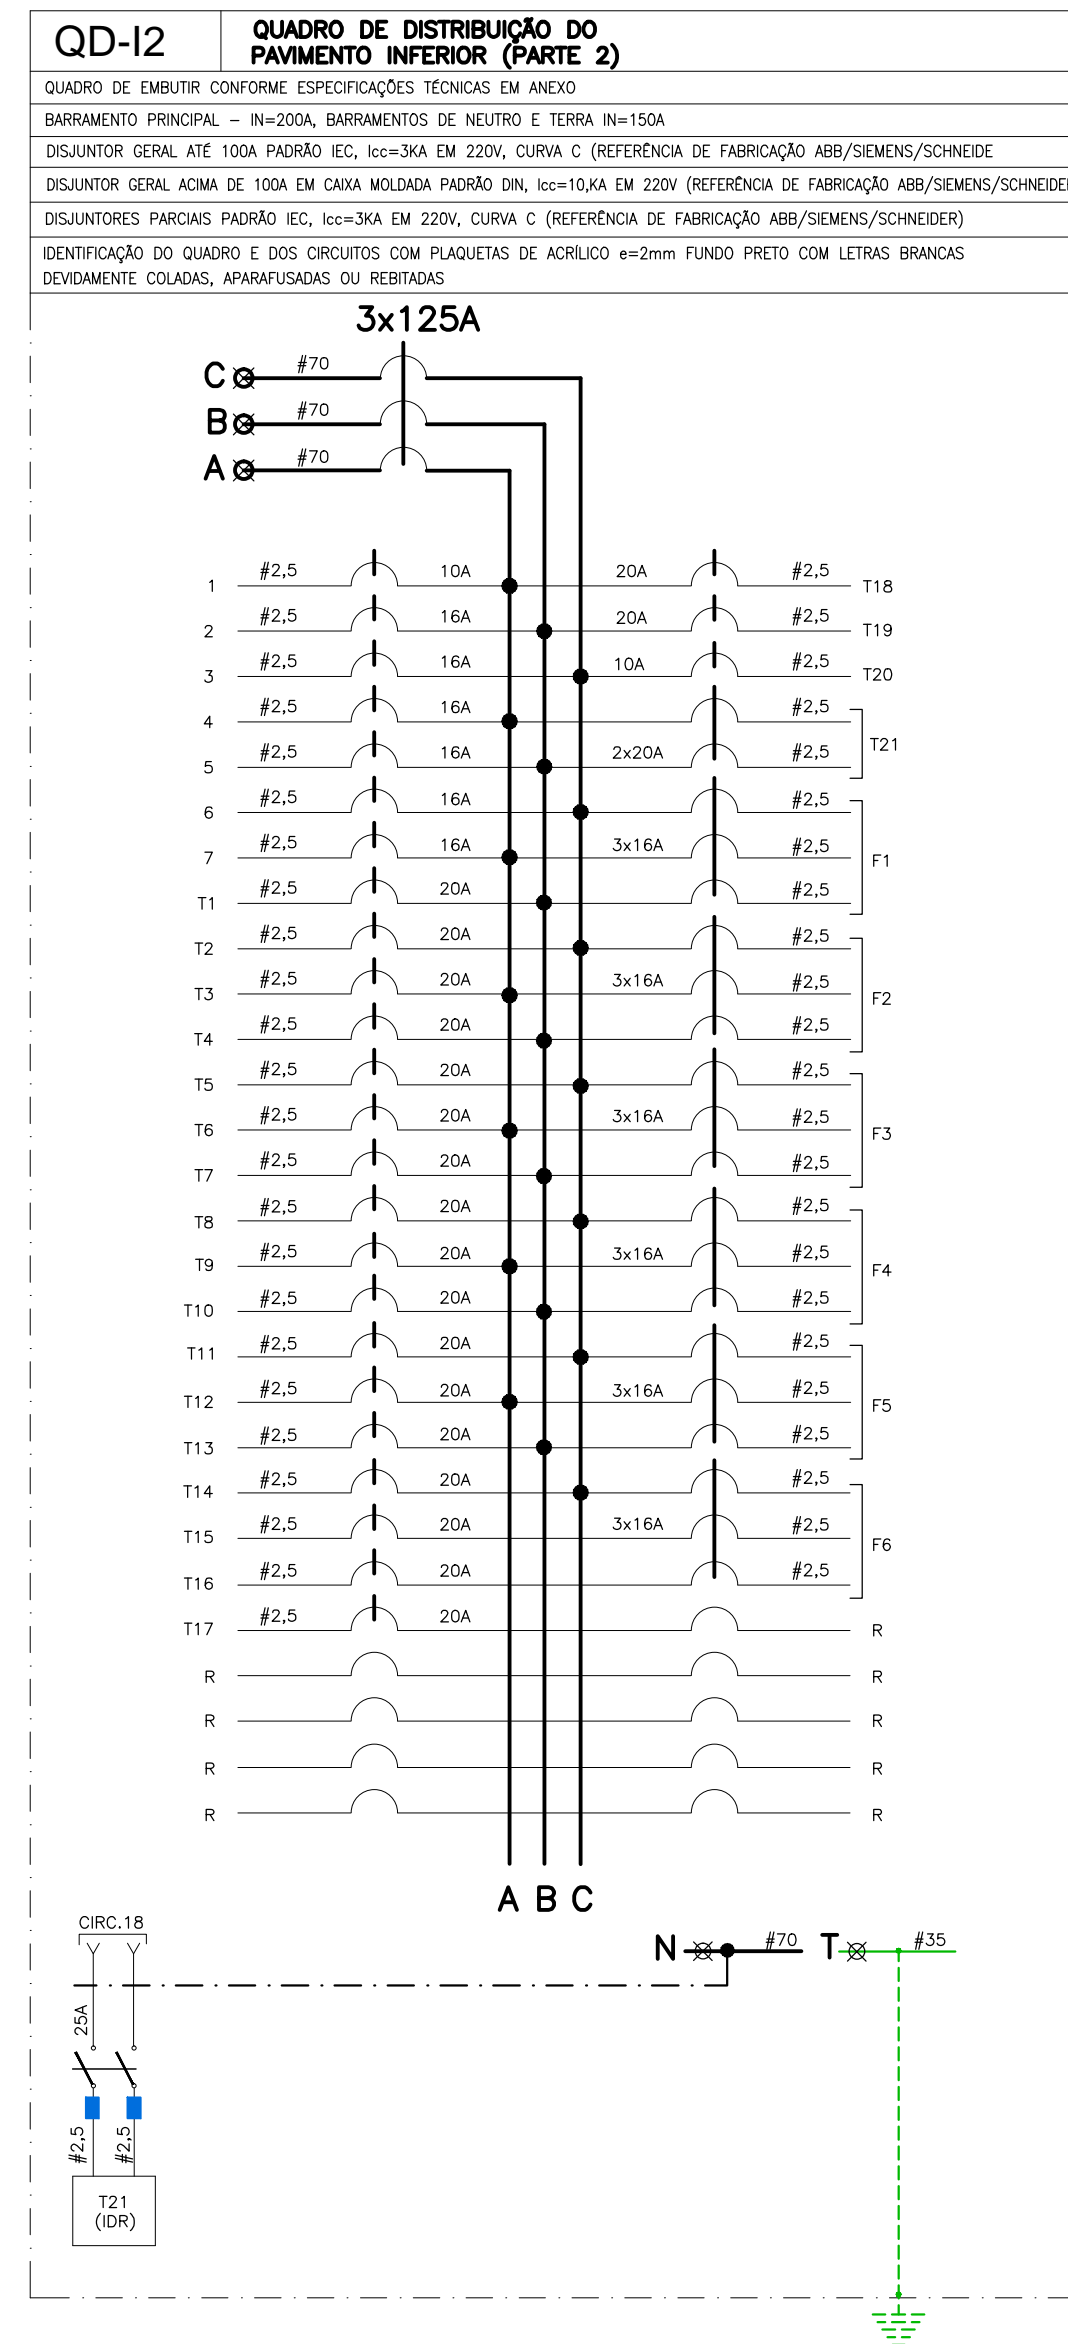 QD-I2
QUADRO DE DISTRIBUIÇÃO DO
PAVIMENTO INFERIOR (PARTE 2)
QUADRO DE EMBUTIR CONFORME ESPECIFICAÇÕES TÉCNICAS EM ANEXO
BARRAMENTO PRINCIPAL – IN=200A, BARRAMENTOS DE NEUTRO E TERRA IN=150A
DISJUNTOR GERAL ATÉ 100A PADRÃO IEC, Icc=3KA EM 220V, CURVA C (REFERÊNCIA DE FABRICAÇÃO ABB/SIEMENS/SCHNEIDE
DISJUNTOR GERAL ACIMA DE 100A EM CAIXA MOLDADA PADRÃO DIN, Icc=10,KA EM 220V (REFERÊNCIA DE FABRICAÇÃO ABB/SIEMENS/SCHNEIDE
DISJUNTORES PARCIAIS PADRÃO IEC, Icc=3KA EM 220V, CURVA C (REFERÊNCIA DE FABRICAÇÃO ABB/SIEMENS/SCHNEIDER)
IDENTIFICAÇÃO DO QUADRO E DOS CIRCUITOS COM PLAQUETAS DE ACRÍLICO e=2mm FUNDO PRETO COM LETRAS BRANCAS
DEVIDAMENTE COLADAS, APARAFUSADAS OU REBITADAS
3x125A
C #70
B #70
A #70
1 #2,5 10A 20A #2,5 T18
2 #2,5 16A 20A #2,5 T19
3 #2,5 16A 10A #2,5 T20
4 #2,5 16A #2,5
T21
5 #2,5 16A 2x20A #2,5
6 #2,5 16A #2,5
7 #2,5 16A 3x16A #2,5 F1
T1 #2,5 20A #2,5
T2 #2,5 20A #2,5
T3 #2,5 20A 3x16A #2,5 F2
T4 #2,5 20A #2,5
T5 #2,5 20A #2,5
T6 #2,5 20A 3x16A #2,5 F3
T7 #2,5 20A #2,5
T8 #2,5 20A #2,5
T9 #2,5 20A 3x16A #2,5 F4
T10 #2,5 20A #2,5
T11 #2,5 20A #2,5
T12 #2,5 20A 3x16A #2,5 F5
T13 #2,5 20A #2,5
T14 #2,5 20A #2,5
T15 #2,5 20A 3x16A #2,5 F6
T16 #2,5 20A #2,5
T17 #2,5 20A R
R R
R R
R R
R R
A B C
CIRC.18
N #70 T #35
25A
#2,5 #2,5
T21
(IDR)